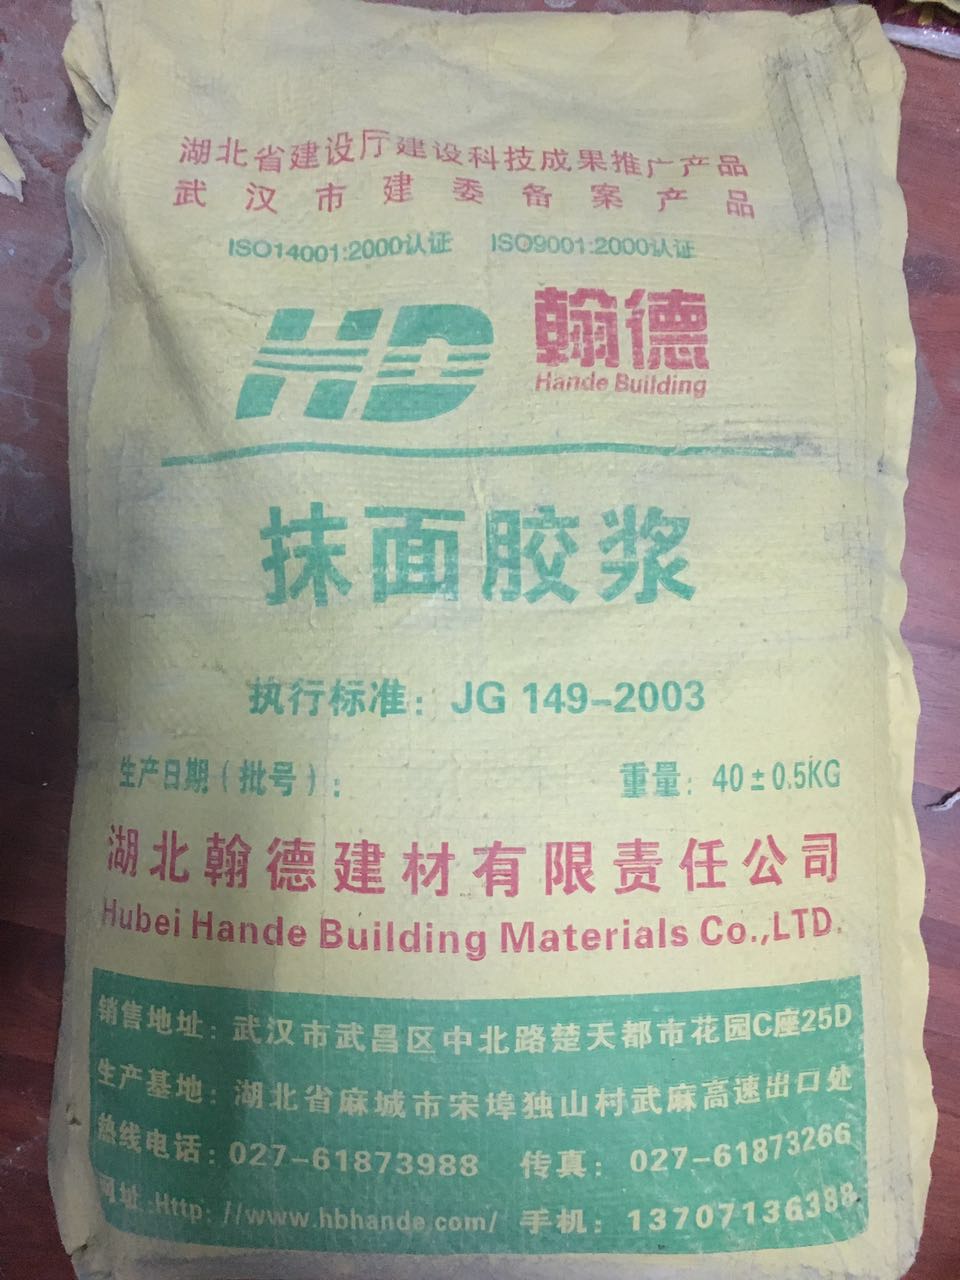 湖北省建设厅建设科技成果推广产品
武汉市建委备案产品
ISO14001:2000认证 ISO9001:2000认证
HD 翰德
Hande Building
抹面胶浆
执行标准：JG 149-2003
生产日期（批号）： 重量：40±0.5KG
湖北翰德建材有限责任公司
Hubei Hande Building Materials Co.,LTD.
销售地址：武汉市武昌区中北路楚天都市花园C座25D
生产基地：湖北省麻城市宋埠独山村武麻高速出口处
热线电话：027-61873988 传真：027-61873266
网址:Http://www.hbhande.com/ 手机：13707136388